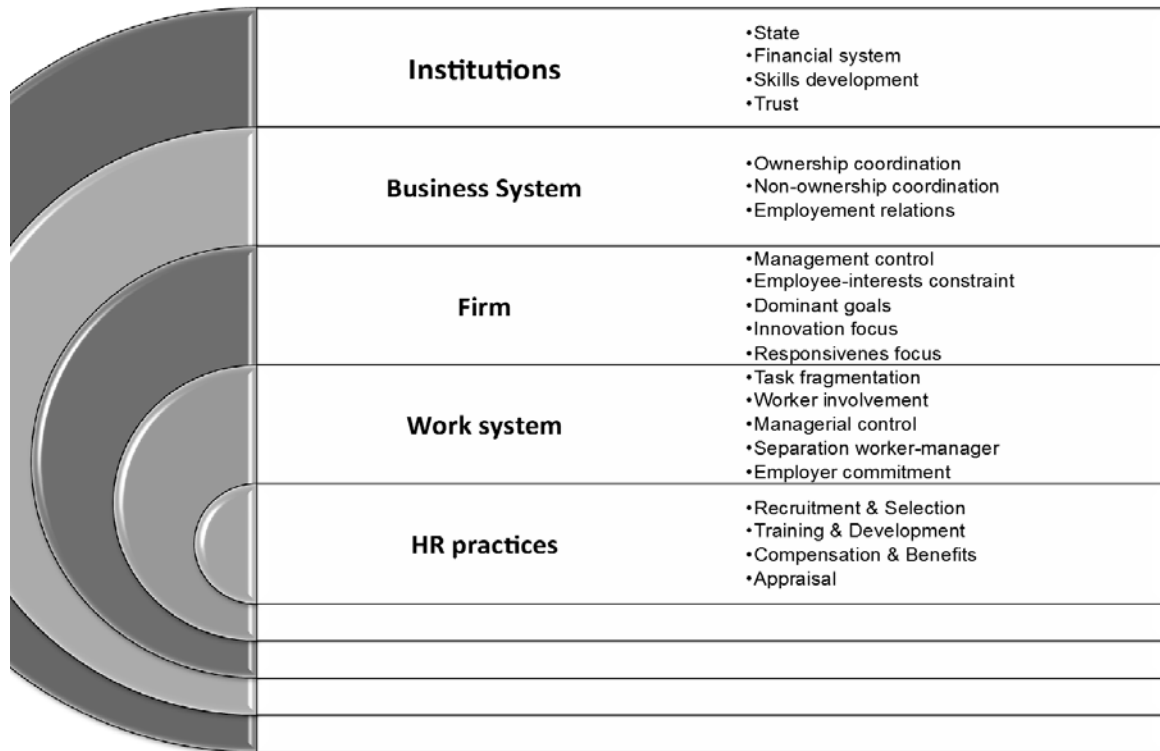 Institutions
•State
•Financial system
•Skills development
•Trust
Business System
•Ownership coordination
•Non-ownership coordination
•Employement relations
Firm
•Management control
•Employee-interests constraint
•Dominant goals
•Innovation focus
•Responsivenes focus
Work system
•Task fragmentation
•Worker involvement
•Managerial control
•Separation worker-manager
•Employer commitment
HR practices
•Recruitment & Selection
•Training & Development
•Compensation & Benefits
•Appraisal